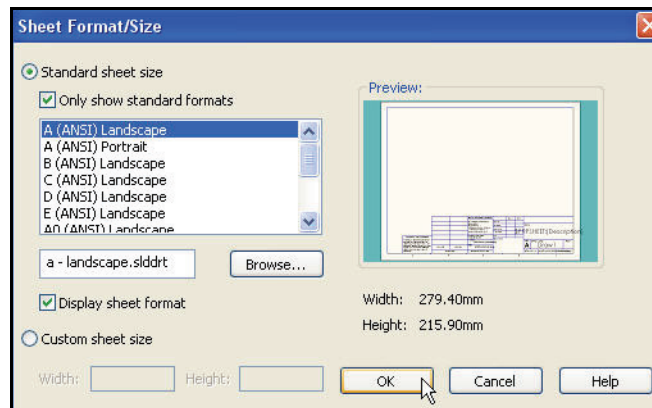 Sheet Format/Size
Standard sheet size
Only show standard formats
A (ANSI) Landscape
A (ANSI) Portrait
B (ANSI) Landscape
C (ANSI) Landscape
D (ANSI) Landscape
E (ANSI) Landscape
A0 (ANSI) Landscape
a - landscape.slddrt
Browse...
Display sheet format
Custom sheet size
Width:
Height:
Preview:
A
Draw1
Width: 279.40mm
Height: 215.90mm
OK
Cancel
Help